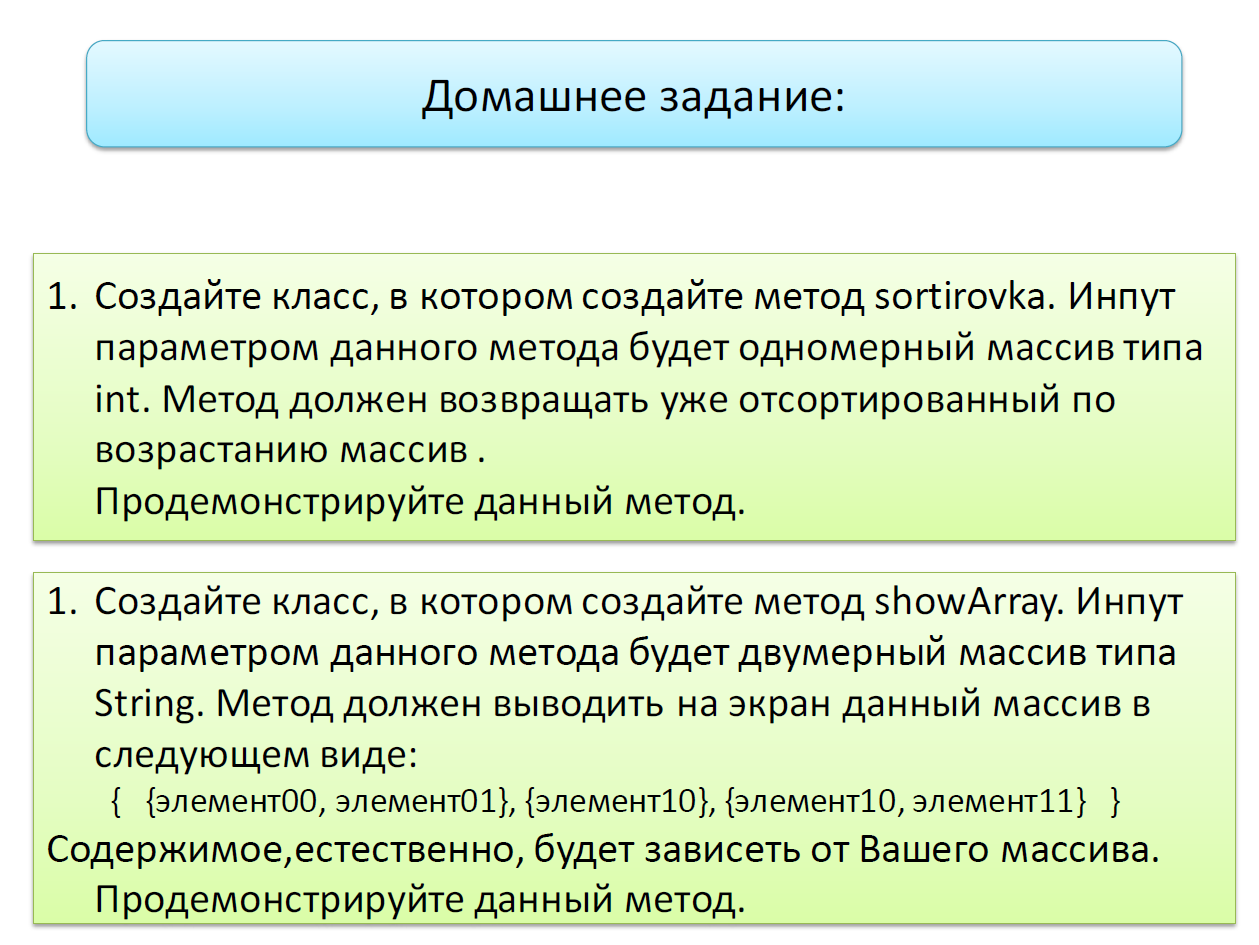 Домашнее задание:
1. Создайте класс, в котором создайте метод sortirovka. Инпут
параметром данного метода будет одномерный массив типа
int. Метод должен возвращать уже отсортированный по
возрастанию массив .
Продемонстрируйте данный метод.
1. Создайте класс, в котором создайте метод showArray. Инпут
параметром данного метода будет двумерный массив типа
String. Метод должен выводить на экран данный массив в
следующем виде:
{ {элемент00, элемент01}, {элемент10}, {элемент10, элемент11} }
Содержимое,естественно, будет зависеть от Вашего массива.
Продемонстрируйте данный метод.